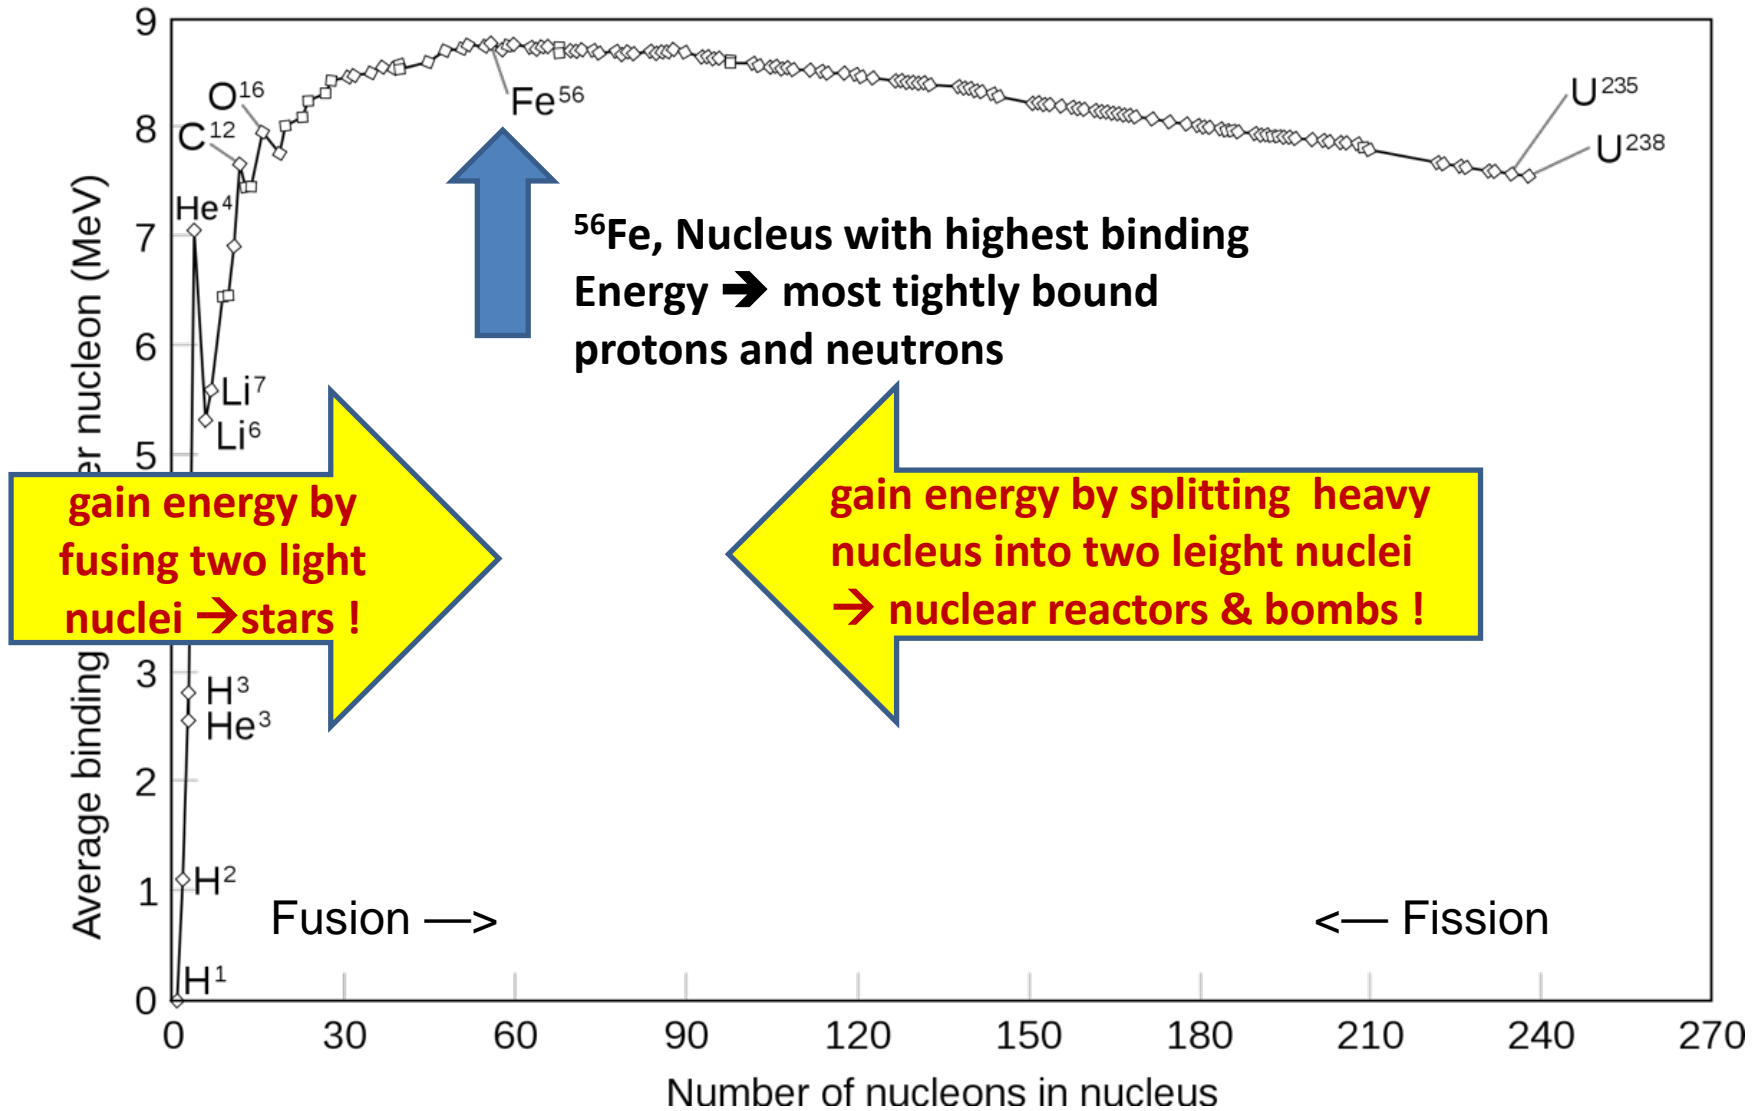 9
8
7
6
5
3
2
1
0
Average binding
er nucleon (MeV)
O16
C12
He4
Li7
Li6
H3
He3
H2
H1
Fe56
U235
U238
56Fe, Nucleus with highest binding
Energy ➔ most tightly bound
protons and neutrons
gain energy by
fusing two light
nuclei →stars !
gain energy by splitting heavy
nucleus into two leight nuclei
→ nuclear reactors & bombs !
Fusion —>
<— Fission
0 30 60 90 120 150 180 210 240 270
Number of nucleons in nucleus